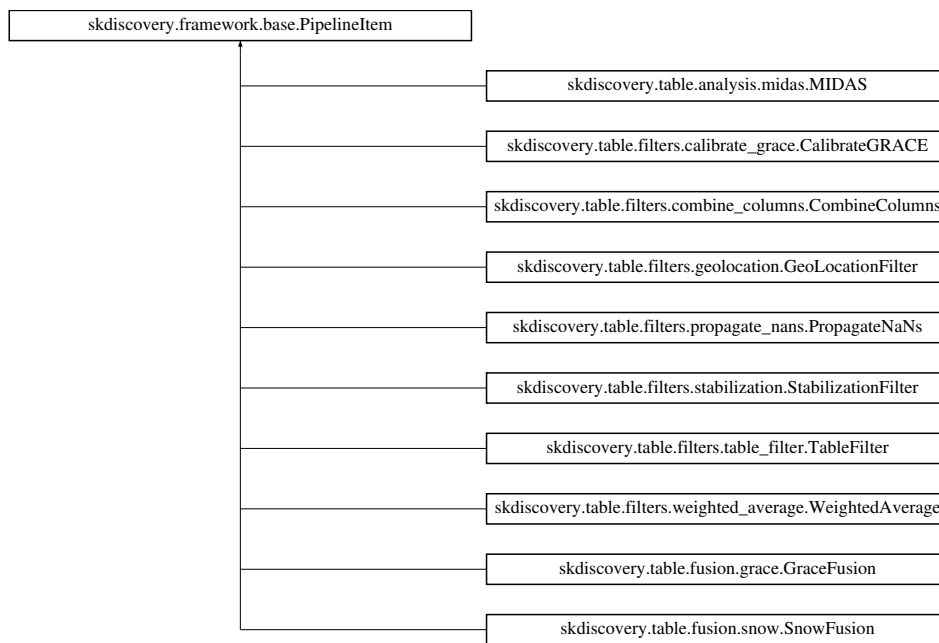 skdiscovery.framework.base.PipelineItem
skdiscovery.table.analysis.midas.MIDAS
skdiscovery.table.filters.calibrate_grace.CalibrateGRACE
skdiscovery.table.filters.combine_columns.CombineColumns
skdiscovery.table.filters.geolocation.GeoLocationFilter
skdiscovery.table.filters.propagate_nans.PropagateNaNs
skdiscovery.table.filters.stabilization.StabilizationFilter
skdiscovery.table.filters.table_filter.TableFilter
skdiscovery.table.filters.weighted_average.WeightedAverage
skdiscovery.table.fusion.grace.GraceFusion
skdiscovery.table.fusion.snow.SnowFusion